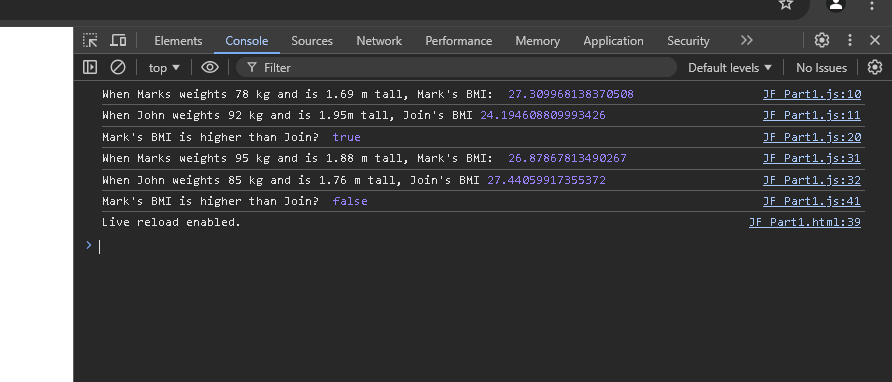 Elements Console Sources Network Performance Memory Application Security
top Filter Default levels No Issues
When Marks weights 78 kg and is 1.69 m tall, Mark's BMI:  27.309968138370508 JF Part1.js:10
When John weights 92 kg and is 1.95m tall, Join's BMI 24.194608809993426 JF Part1.js:11
Mark's BMI is higher than Join?  true JF Part1.js:20
When Marks weights 95 kg and is 1.88 m tall, Mark's BMI:  26.87867813490267 JF Part1.js:31
When John weights 85 kg and is 1.76 m tall, Join's BMI 27.44059917355372 JF Part1.js:32
Mark's BMI is higher than Join?  false JF Part1.js:41
Live reload enabled. JF Part1.html:39